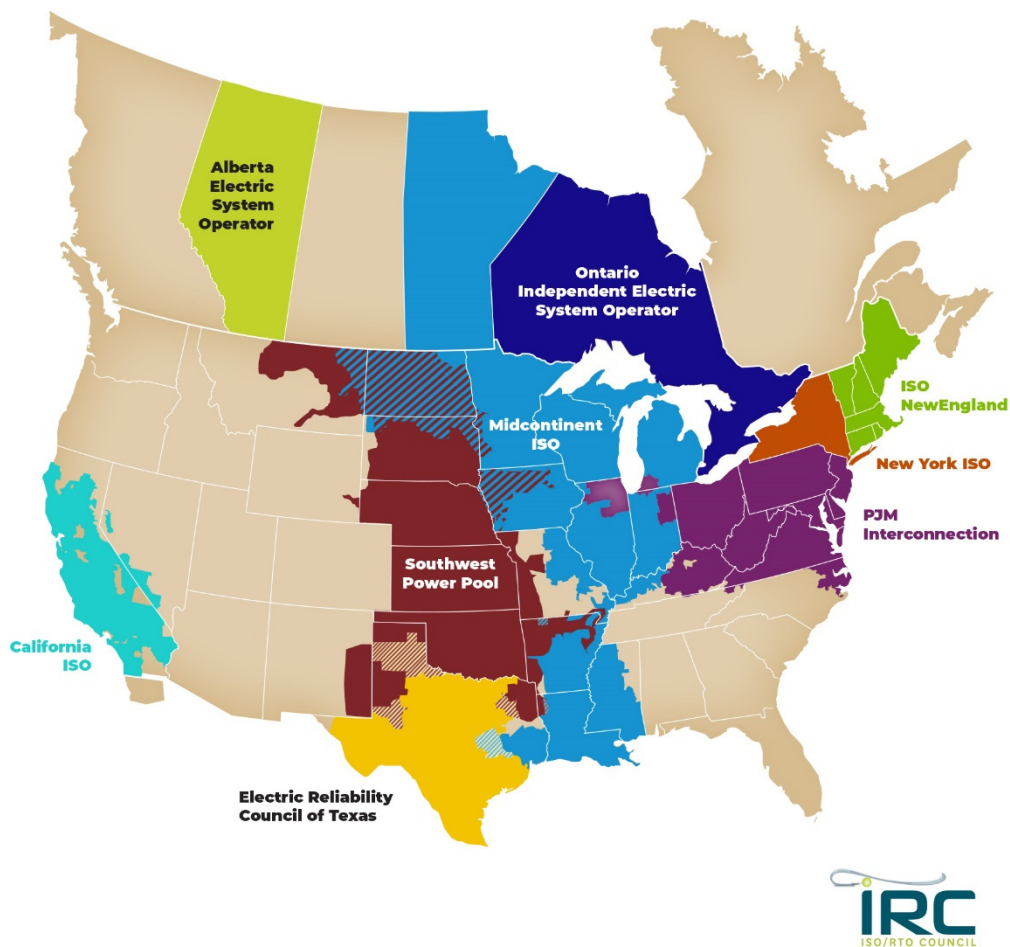 Alberta
Electric
System
Operator
Ontario
Independent Electric
System Operator
ISO
NewEngland
Midcontinent
ISO
New York ISO
PJM
Interconnection
Southwest
Power Pool
California
ISO
Electric Reliability
Council of Texas
iRC
ISO/RTO COUNCIL